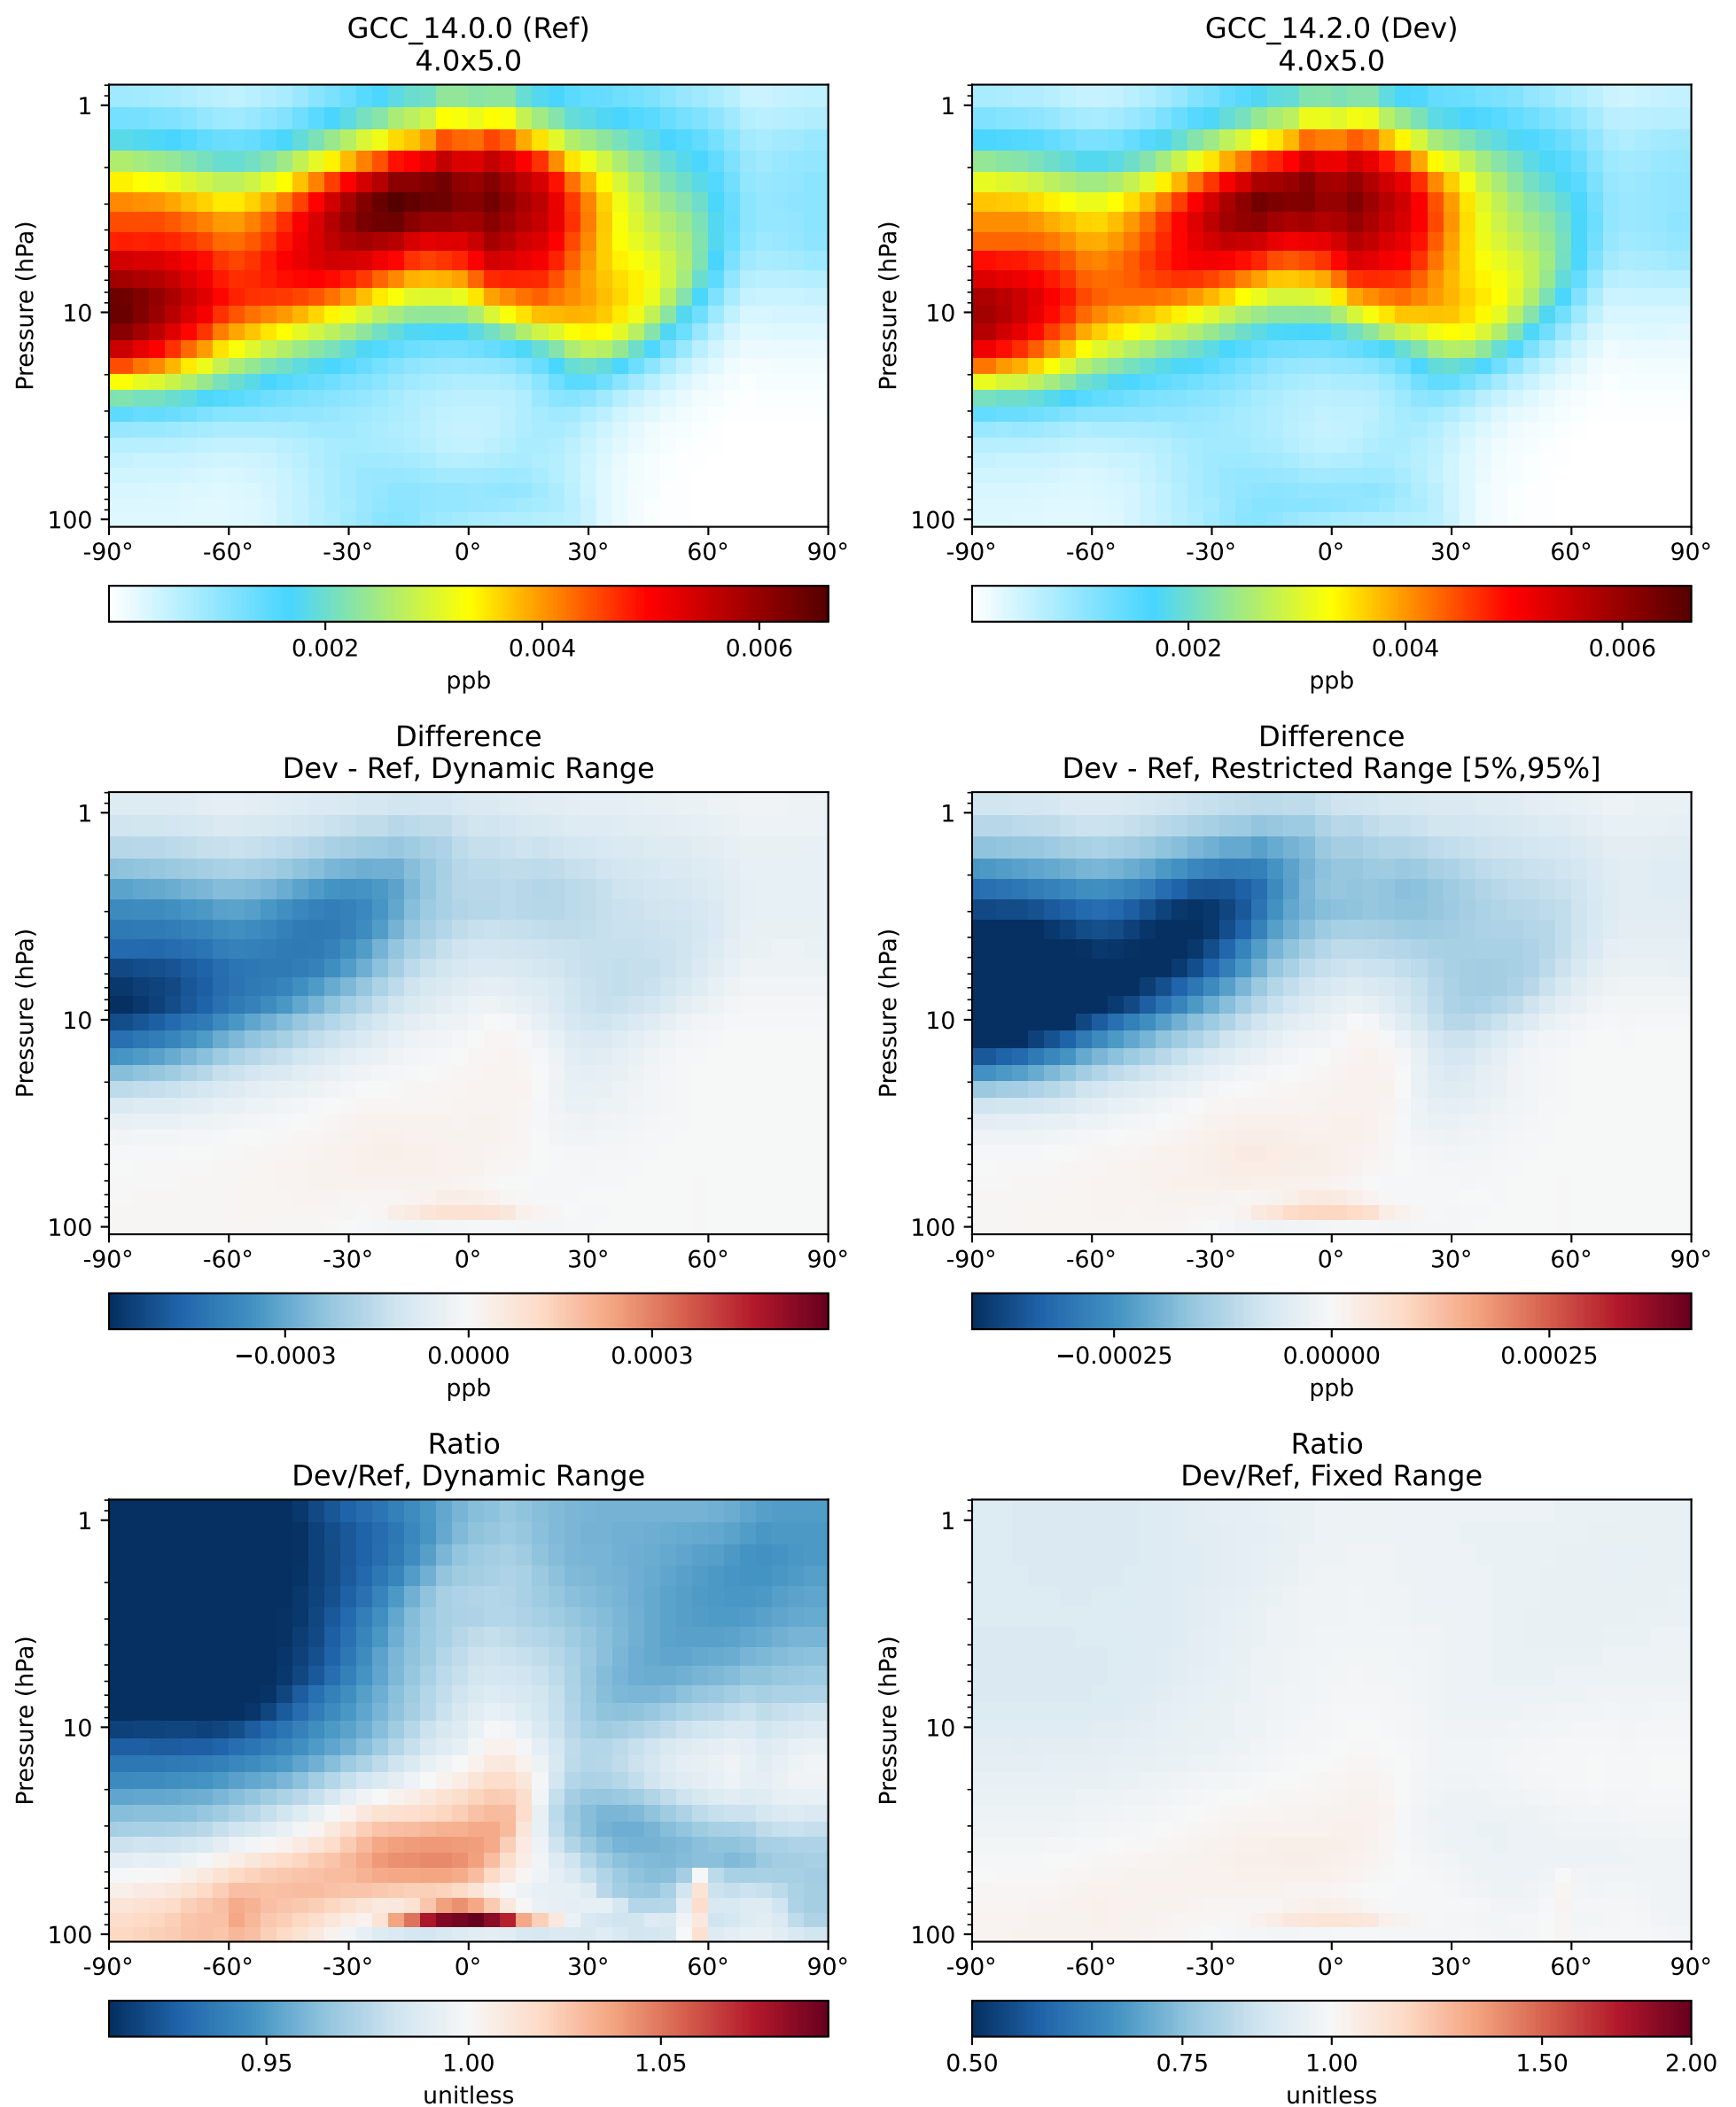 GCC_14.0.0 (Ref)
4.0x5.0
Pressure (hPa)
1
10
100
-90° -60° -30° 0° 30° 60° 90°
0.002 0.004 0.006
ppb
GCC_14.2.0 (Dev)
4.0x5.0
Pressure (hPa)
1
10
100
-90° -60° -30° 0° 30° 60° 90°
0.002 0.004 0.006
ppb
Difference
Dev - Ref, Dynamic Range
Pressure (hPa)
1
10
100
-90° -60° -30° 0° 30° 60° 90°
−0.0003 0.0000 0.0003
ppb
Difference
Dev - Ref, Restricted Range [5%,95%]
Pressure (hPa)
1
10
100
-90° -60° -30° 0° 30° 60° 90°
−0.00025 0.00000 0.00025
ppb
Ratio
Dev/Ref, Dynamic Range
Pressure (hPa)
1
10
100
-90° -60° -30° 0° 30° 60° 90°
0.95 1.00 1.05
unitless
Ratio
Dev/Ref, Fixed Range
Pressure (hPa)
1
10
100
-90° -60° -30° 0° 30° 60° 90°
0.50 0.75 1.00 1.50 2.00
unitless